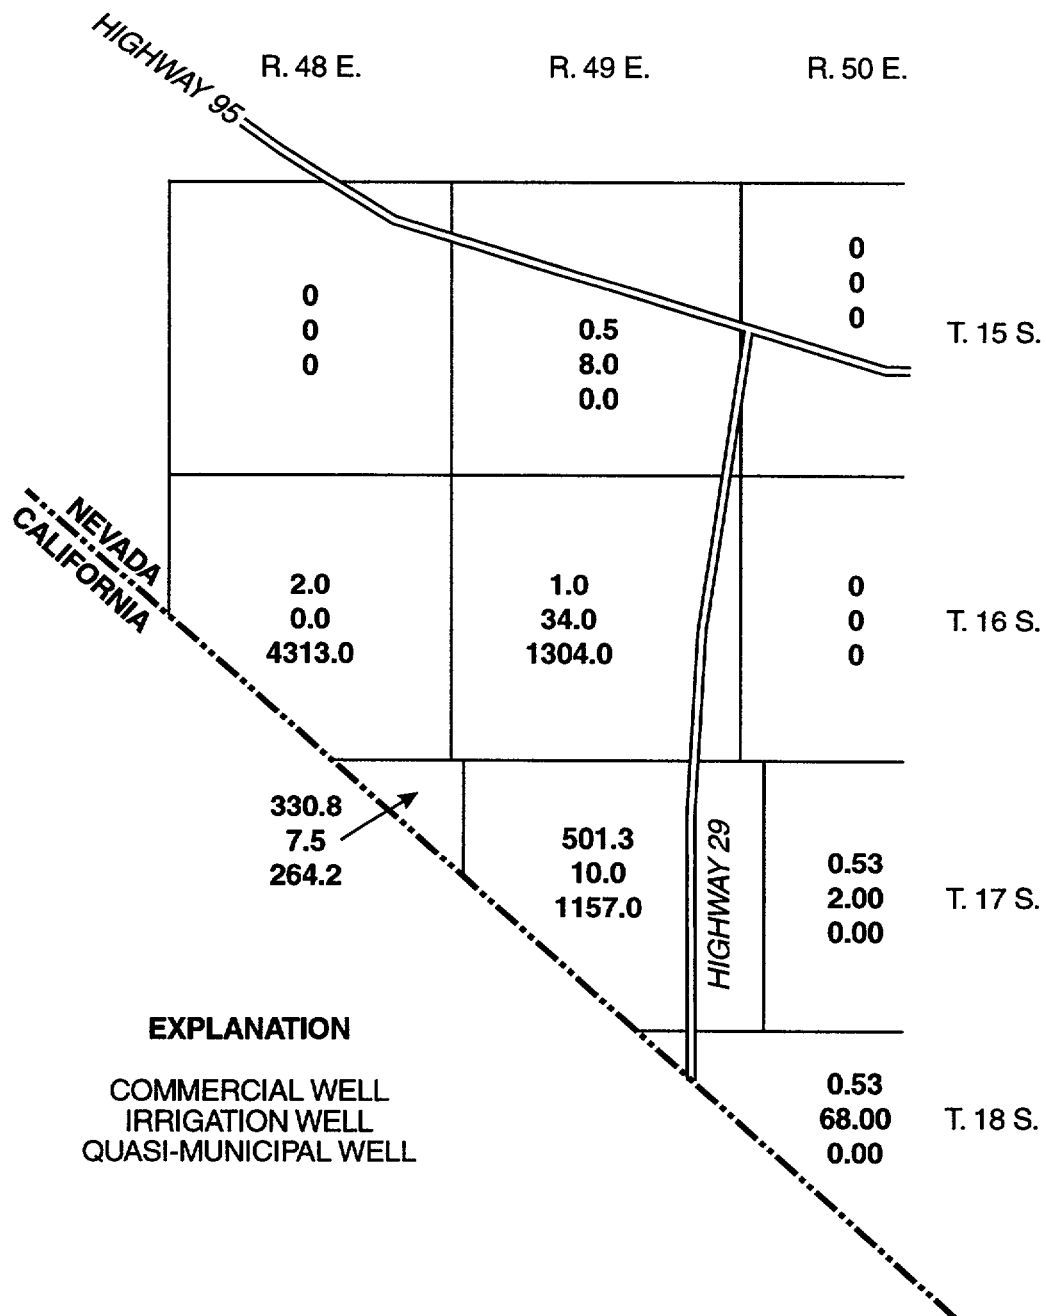 HIGHWAY 95
R. 48 E.
R. 49 E.
R. 50 E.
0
0
0
0.5
8.0
0.0
0
0
0
T. 15 S.
NEVADA
CALIFORNIA
2.0
0.0
4313.0
1.0
34.0
1304.0
0
0
0
T. 16 S.
330.8
7.5
264.2
501.3
10.0
1157.0
HIGHWAY 29
0.53
2.00
0.00
T. 17 S.
EXPLANATION
COMMERCIAL WELL
IRRIGATION WELL
QUASI-MUNICIPAL WELL
0.53
68.00
0.00
T. 18 S.